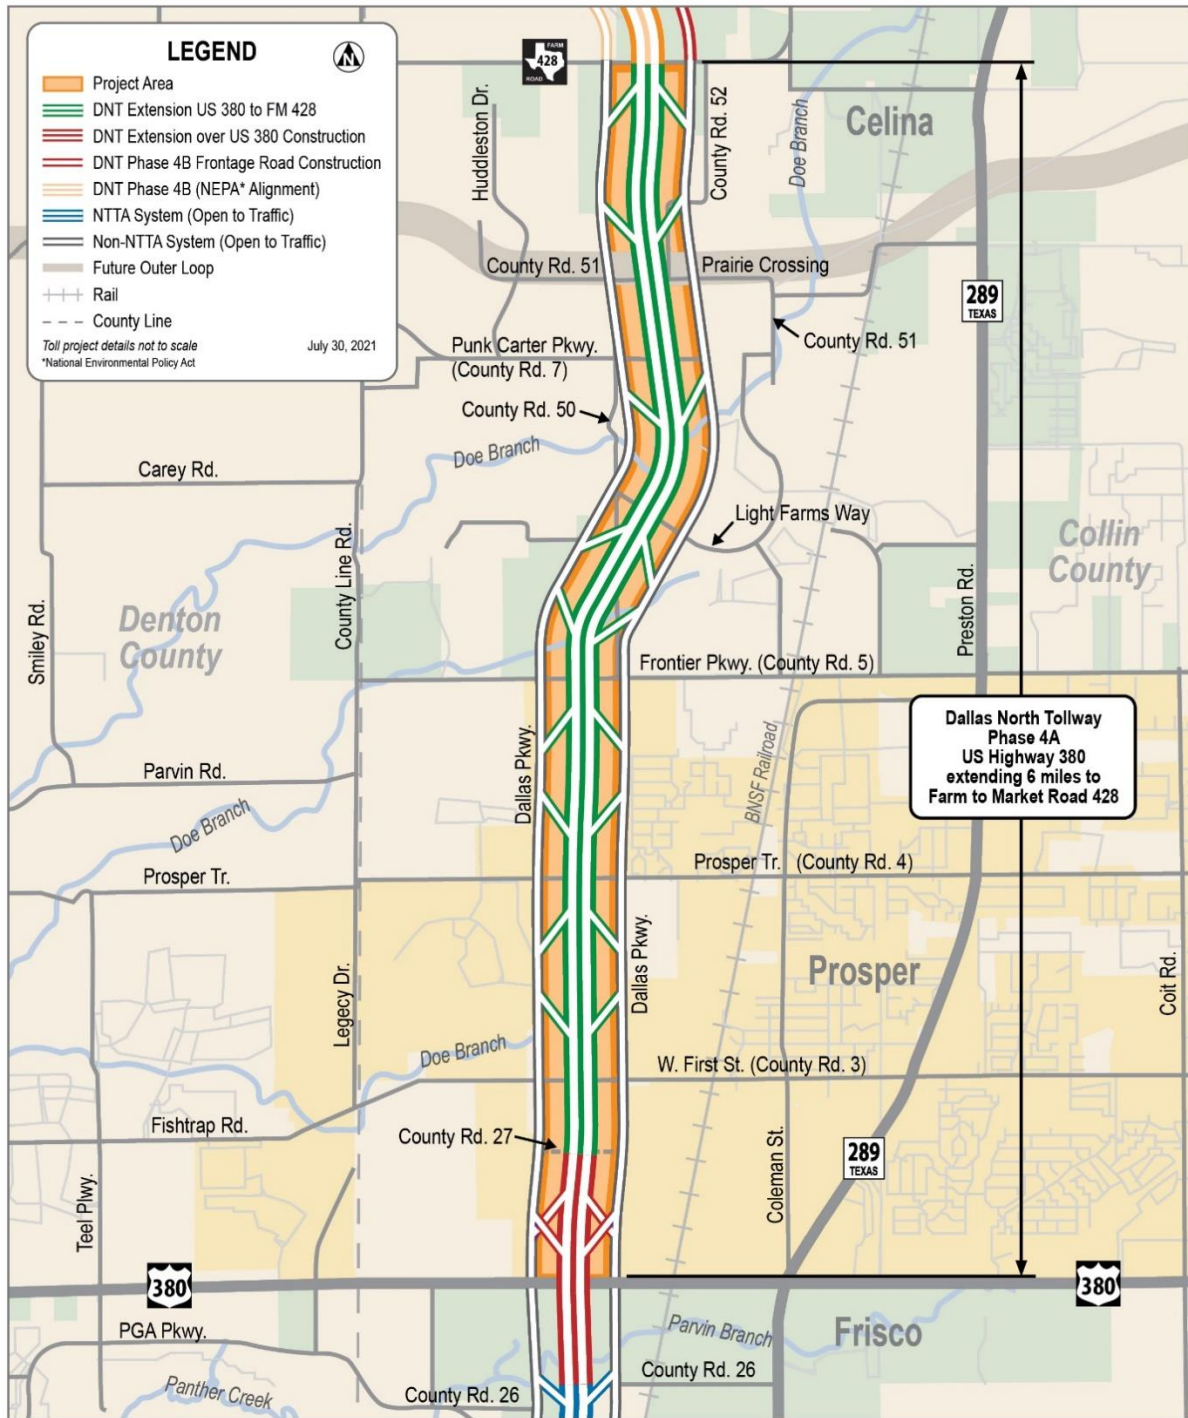 LEGEND
N
Project Area
DNT Extension US 380 to FM 428
DNT Extension over US 380 Construction
DNT Phase 4B Frontage Road Construction
DNT Phase 4B (NEPA* Alignment)
NTTA System (Open to Traffic)
Non-NTTA System (Open to Traffic)
Future Outer Loop
Rail
County Line
Toll project details not to scale
July 30, 2021
*National Environmental Policy Act
FARM
428
ROAD
Huddleston Dr.
County Rd. 52
Doe Branch
Celina
County Rd. 51
Prairie Crossing
289
TEXAS
County Rd. 51
Punk Carter Pkwy.
(County Rd. 7)
County Rd. 50
Doe Branch
Carey Rd.
Light Farms Way
Collin
County
County Line Rd.
Smiley Rd.
Denton
County
Preston Rd.
Frontier Pkwy. (County Rd. 5)
Dallas North Tollway
Phase 4A
US Highway 380
extending 6 miles to
Farm to Market Road 428
Dallas Pkwy.
BNSF Railroad
Parvin Rd.
Doe Branch
Prosper Tr.
Prosper Tr. (County Rd. 4)
Dallas Pkwy.
Prosper
Coit Rd.
Legecy Dr.
Doe Branch
W. First St. (County Rd. 3)
Fishtrap Rd.
County Rd. 27
Coleman St.
289
TEXAS
Teel Plwy.
380
380
PGA Pkwy.
Parvin Branch
Frisco
Panther Creek
County Rd. 26
County Rd. 26